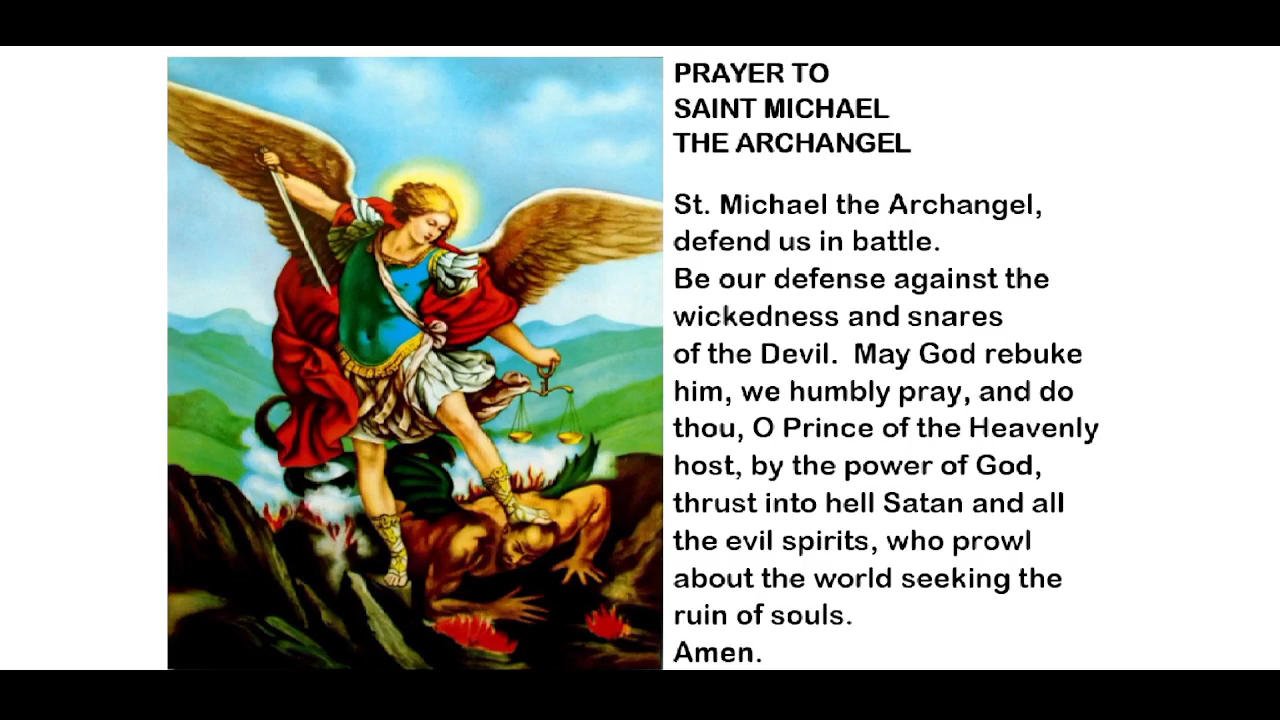 PRAYER TO
SAINT MICHAEL
THE ARCHANGEL
St. Michael the Archangel,
defend us in battle.
Be our defense against the
wickedness and snares
of the Devil.  May God rebuke
him, we humbly pray, and do
thou, O Prince of the Heavenly
host, by the power of God,
thrust into hell Satan and all
the evil spirits, who prowl
about the world seeking the
ruin of souls.
Amen.